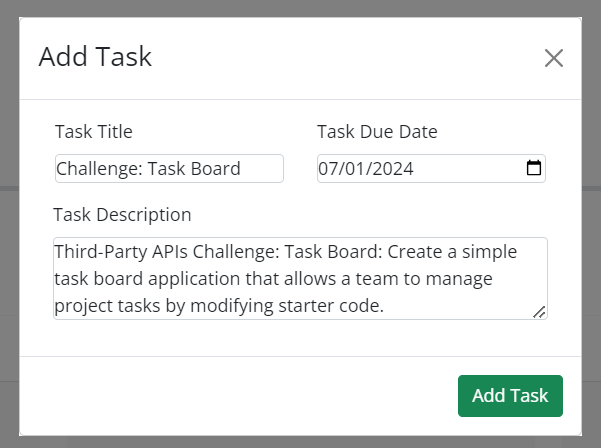 Add Task
Task Title
Task Due Date
Challenge: Task Board
07/01/2024
Task Description
Third-Party APIs Challenge: Task Board: Create a simple
task board application that allows a team to manage
project tasks by modifying starter code.
Add Task